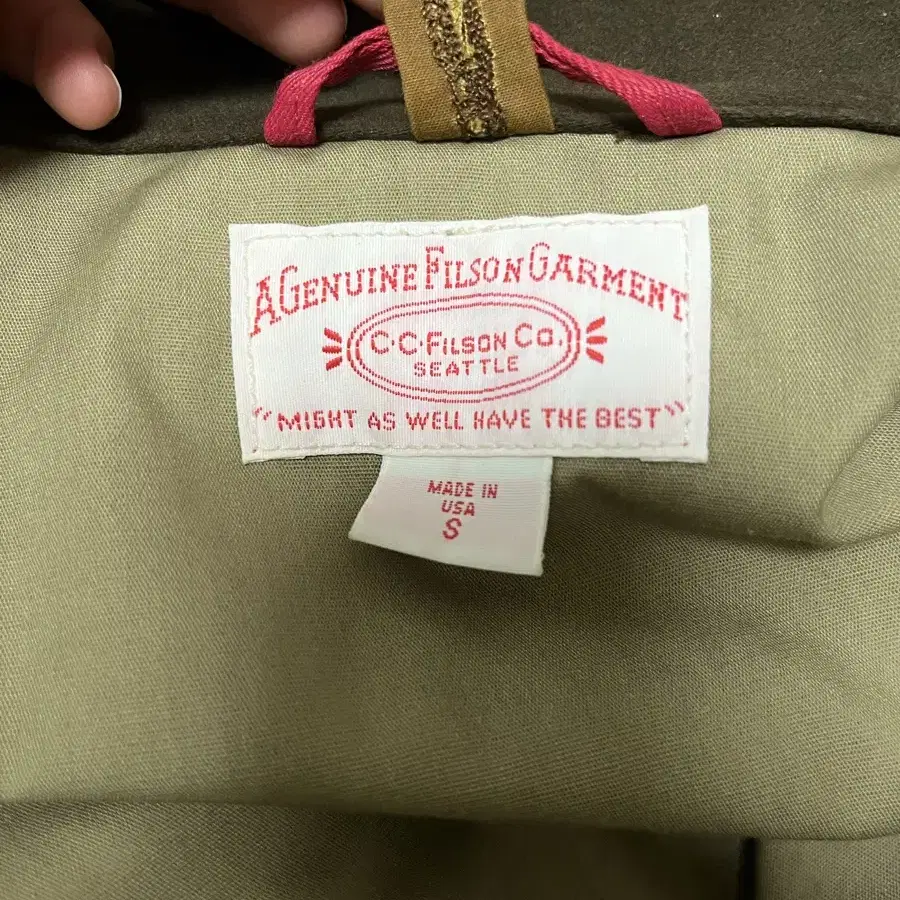 A GENUINE FILSON GARMENT
C·C·FILSON CO.
SEATTLE
"MIGHT AS WELL HAVE THE BEST"
MADE IN
USA
S